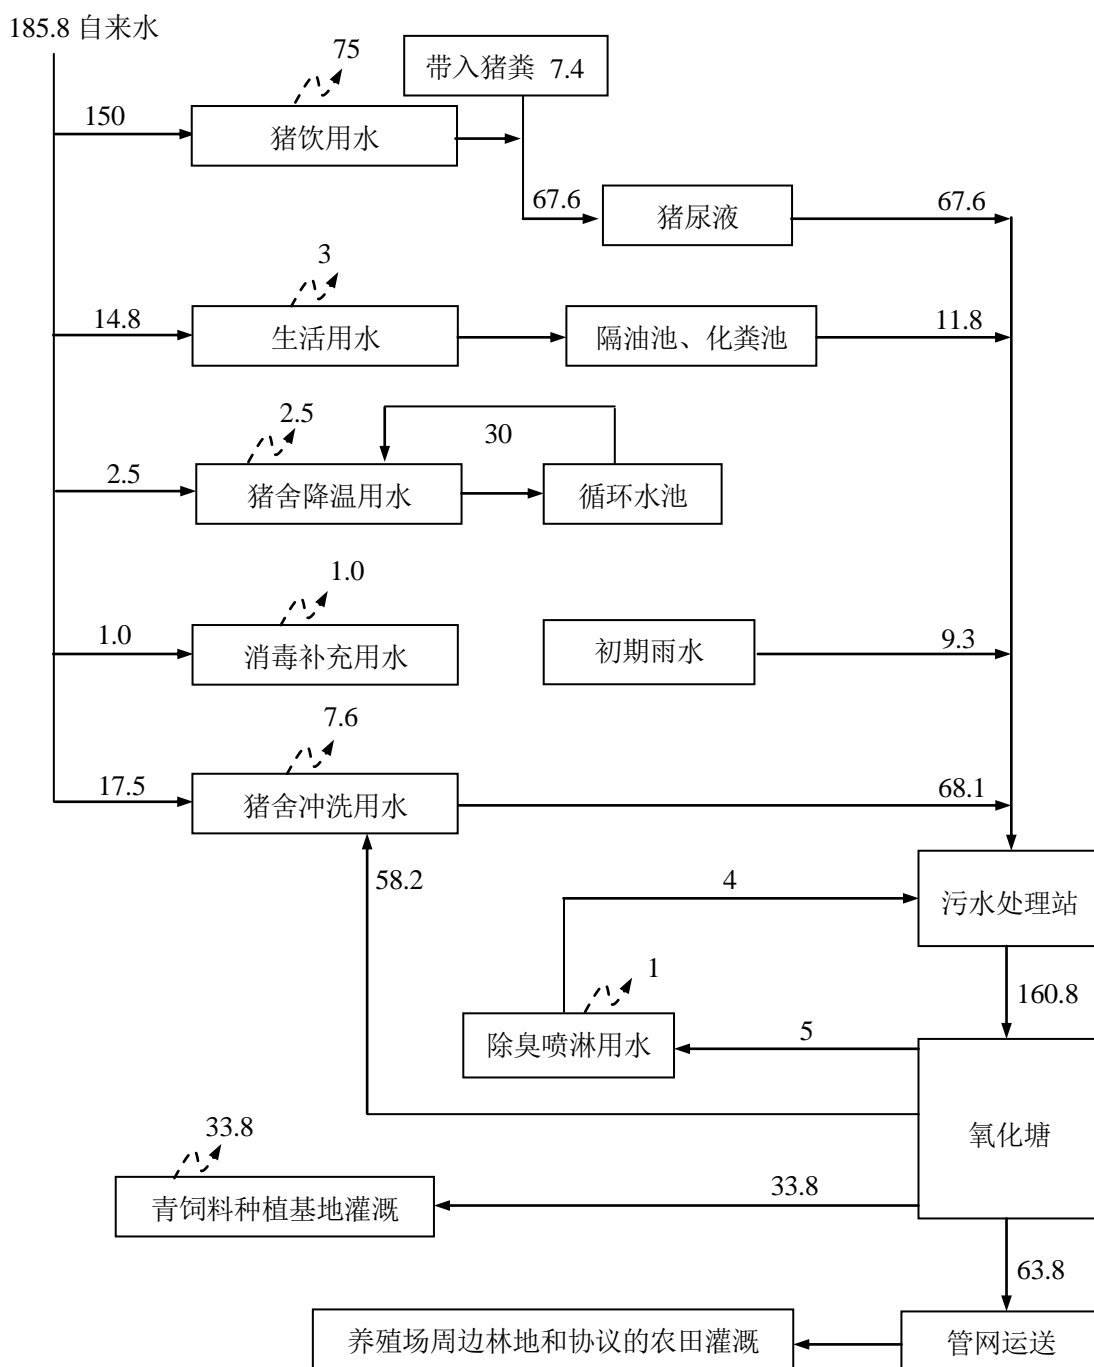 185.8 自来水
75
带入猪粪 7.4
150
猪饮用水
67.6
猪尿液
67.6
3
14.8
生活用水
隔油池、化粪池
11.8
2.5
30
2.5
猪舍降温用水
循环水池
1.0
1.0
消毒补充用水
初期雨水
9.3
7.6
17.5
猪舍冲洗用水
68.1
58.2
4
污水处理站
1
160.8
除臭喷淋用水
5
氧化塘
33.8
青饲料种植基地灌溉
33.8
63.8
养殖场周边林地和协议的农田灌溉
管网运送